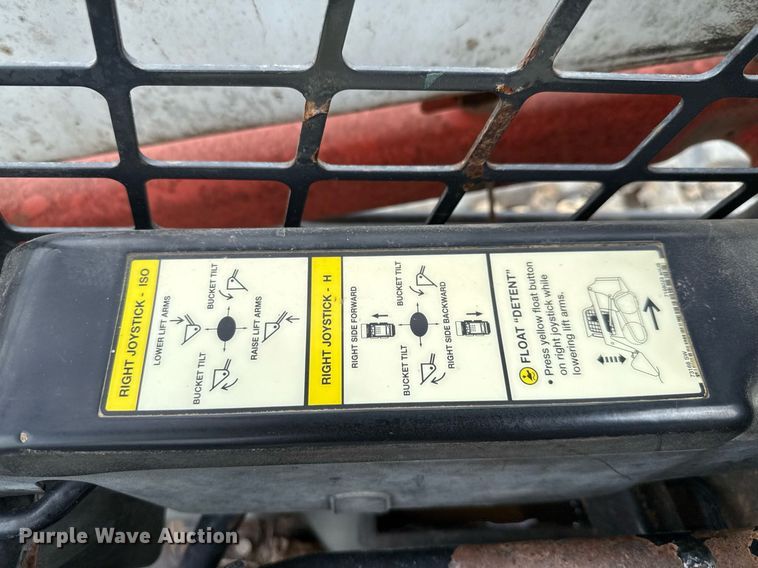 RIGHT JOYSTICK - ISO
LOWER LIFT ARMS
BUCKET TILT
BUCKET TILT
RAISE LIFT ARMS
RIGHT JOYSTICK - H
RIGHT SIDE FORWARD
BUCKET TILT
BUCKET TILT
RIGHT SIDE BACKWARD
FLOAT "DETENT"
• Press yellow float button
on right joystick while
lowering lift arms.
Purple Wave Auction